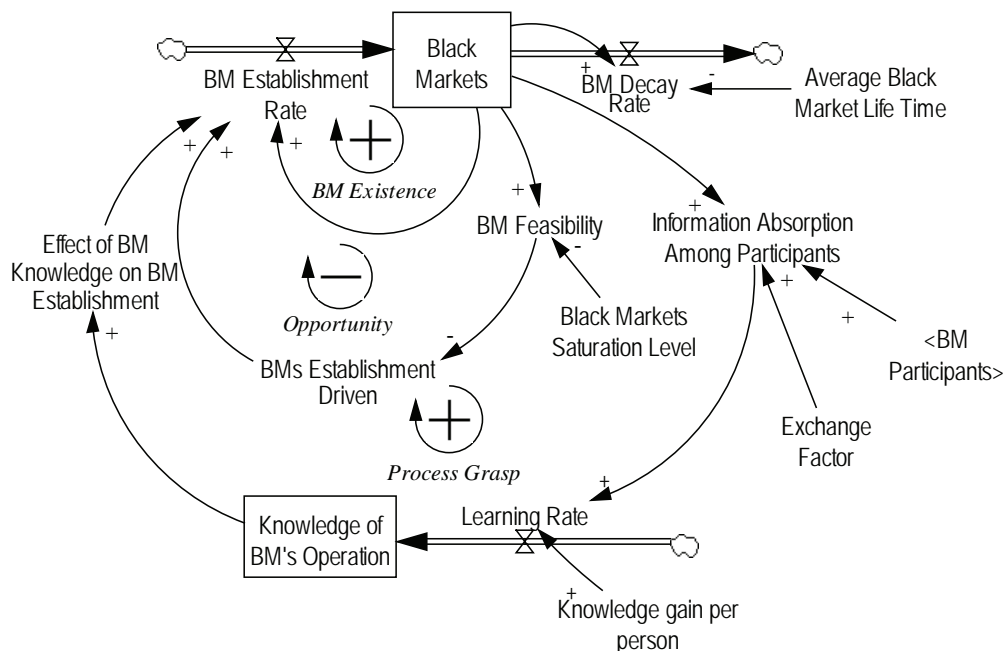 Black
Markets
BM Establishment
Rate
+
BM Decay
Rate
-
Average Black
Market Life Time
+
+
+
BM Existence
+
BM Feasibility
-
+
Information Absorption
Among Participants
+
+
Effect of BM
Knowledge on BM
Establishment
+
Opportunity
Black Markets
Saturation Level
<BM
Participants>
-
BMs Establishment
Driven
Exchange
Factor
Process Grasp
+
Learning Rate
Knowledge of
BM's Operation
+
Knowledge gain per
person